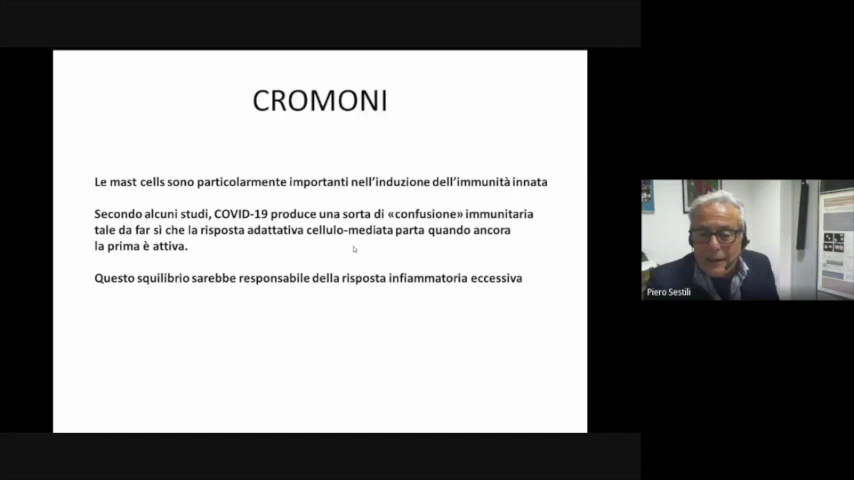 CROMONI
Le mast cells sono particolarmente importanti nell'induzione dell'immunità innata
Secondo alcuni studi, COVID-19 produce una sorta di «confusione» immunitaria
tale da far sì che la risposta adattativa cellulo-mediata parta quando ancora
la prima è attiva.
Questo squilibrio sarebbe responsabile della risposta infiammatoria eccessiva
Piero Sestili